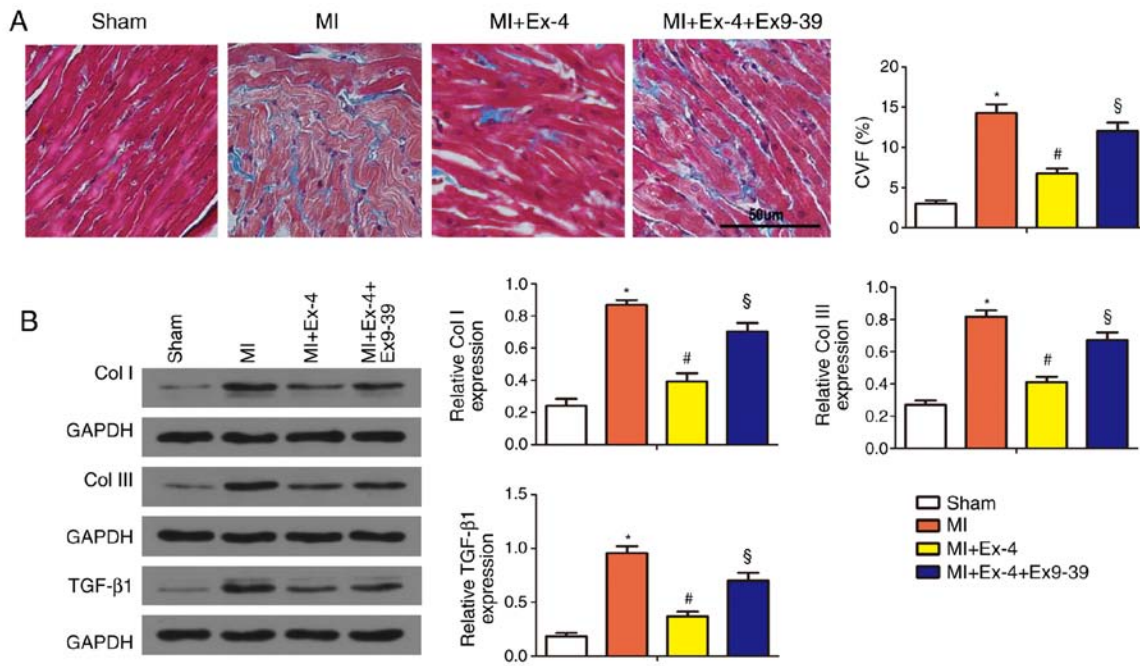 A
Sham
MI
MI+Ex-4
MI+Ex-4+Ex9-39
50um
CVF (%)
20
15
10
5
0
*
#
§
B
Sham
MI
MI+Ex-4
MI+Ex-4+
Ex9-39
Col I
GAPDH
Col III
GAPDH
TGF-β1
GAPDH
Relative Col I
expression
1.0
0.8
0.6
0.4
0.2
0.0
*
#
§
Relative Col III
expression
1.0
0.8
0.6
0.4
0.2
0.0
*
#
§
Relative TGF-β1
expression
1.5
1.0
0.5
0.0
*
#
§
Sham
MI
MI+Ex-4
MI+Ex-4+Ex9-39